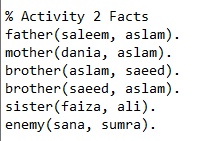 % Activity 2 Facts
father(saleem, aslam).
mother(dania, aslam).
brother(aslam, saeed).
brother(saeed, aslam).
sister(faiza, ali).
enemy(sana, sumra).